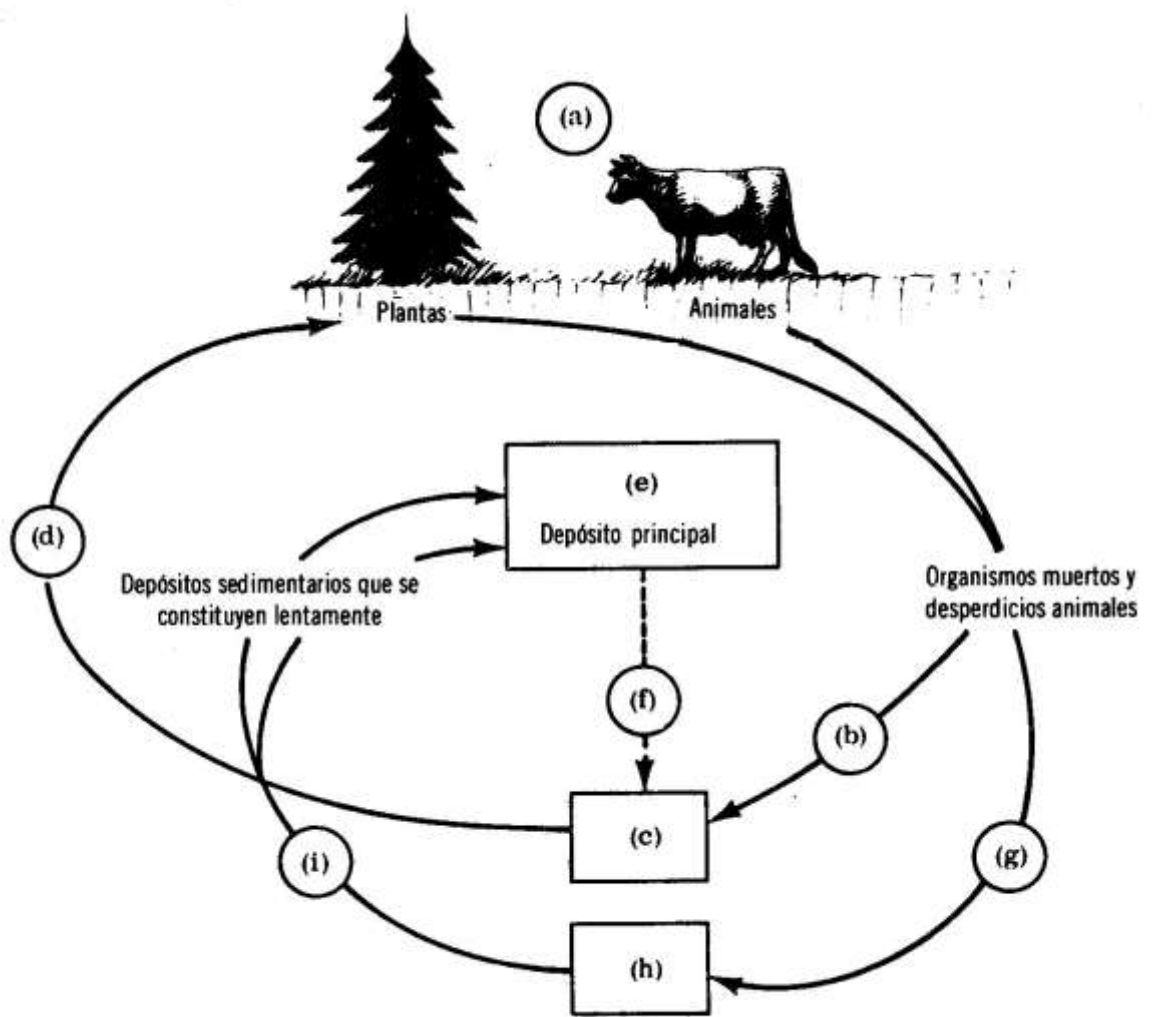 (a)
Plantas
Animales
(e)
Depósito principal
(d)
Depósitos sedimentarios que se
constituyen lentamente
Organismos muertos y
desperdicios animales
(f)
(b)
(c)
(g)
(i)
(h)